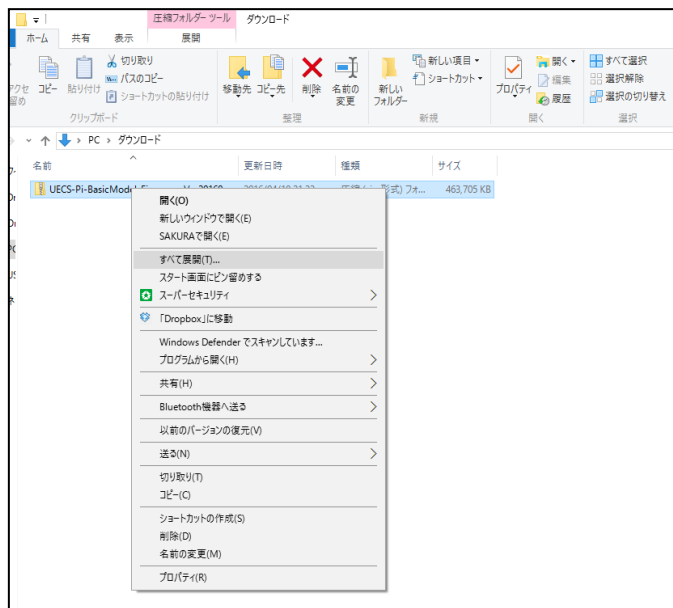 圧縮フォルダー ツール ダウンロード
ホーム 共有 表示 展開
コピー 貼り付け
切り取り
パスのコピー
ショートカットの貼り付け
クリップボード
移動先 コピー先 削除 名前の変更
整理
新しいフォルダー
新しい項目
ショートカット
新規
プロパティ
開く
編集
履歴
開く
すべて選択
選択解除
選択の切り替え
選択
PC > ダウンロード
名前 更新日時 種類 サイズ
463,705 KB
開く(O)
新しいウィンドウで開く(E)
SAKURAで開く(E)
すべて展開(T)...
スタート画面にピン留めする
スーパーセキュリティ
「Dropbox」に移動
Windows Defender でスキャンしています...
プログラムから開く(H)
共有(H)
Bluetooth機器へ送る
以前のバージョンの復元(V)
送る(N)
切り取り(T)
コピー(C)
ショートカットの作成(S)
削除(D)
名前の変更(M)
プロパティ(R)